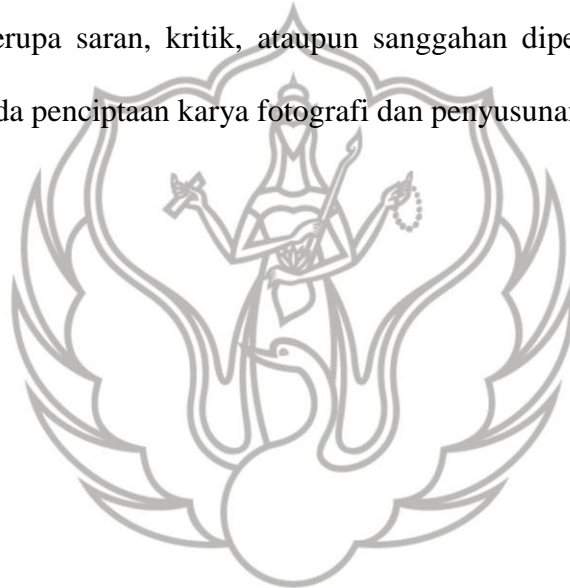 erupa saran, kritik, ataupun sanggahan dipe
da penciptaan karya fotografi dan penyusunan